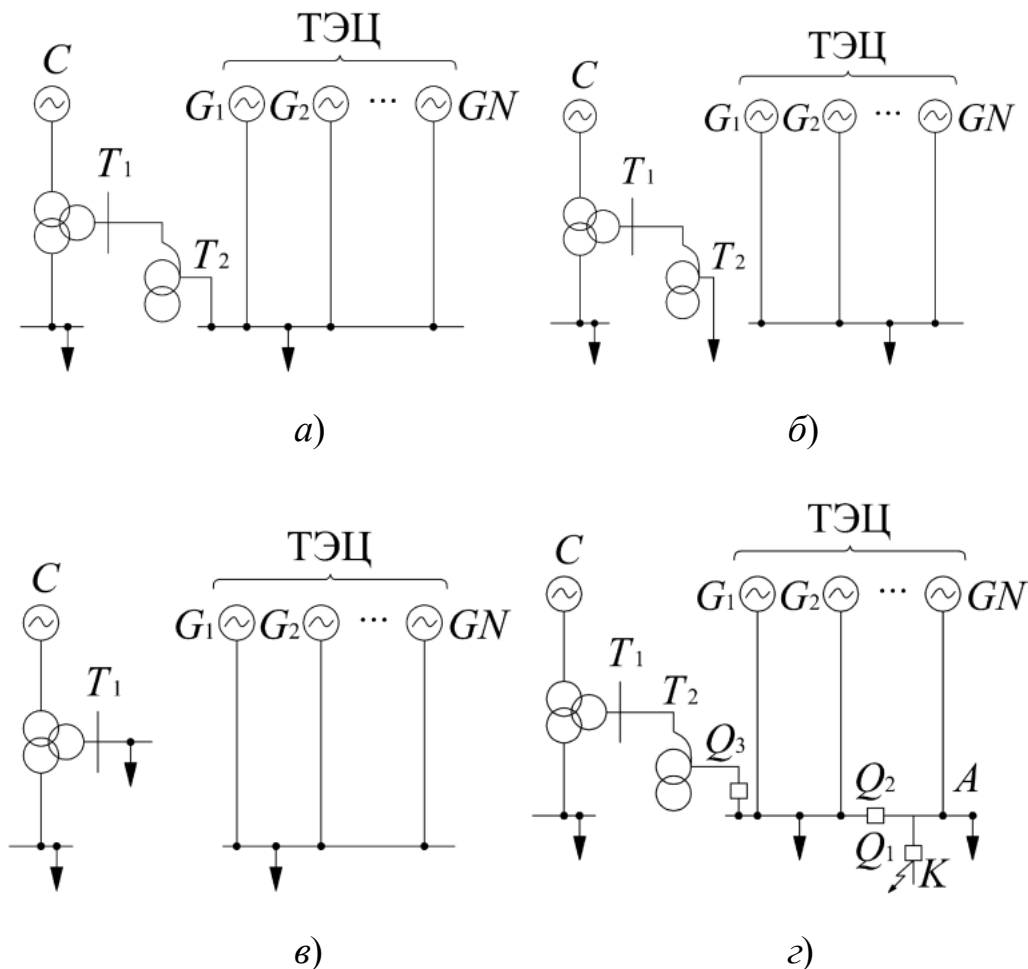 ТЭЦ
C
G1 G2 ... GN
T1
T2
а)
ТЭЦ
C
G1 G2 ... GN
T1
T2
б)
ТЭЦ
C
G1 G2 ... GN
T1
в)
ТЭЦ
C
G1 G2 ... GN
T1
T2
Q3
Q2 A
Q1 K
г)